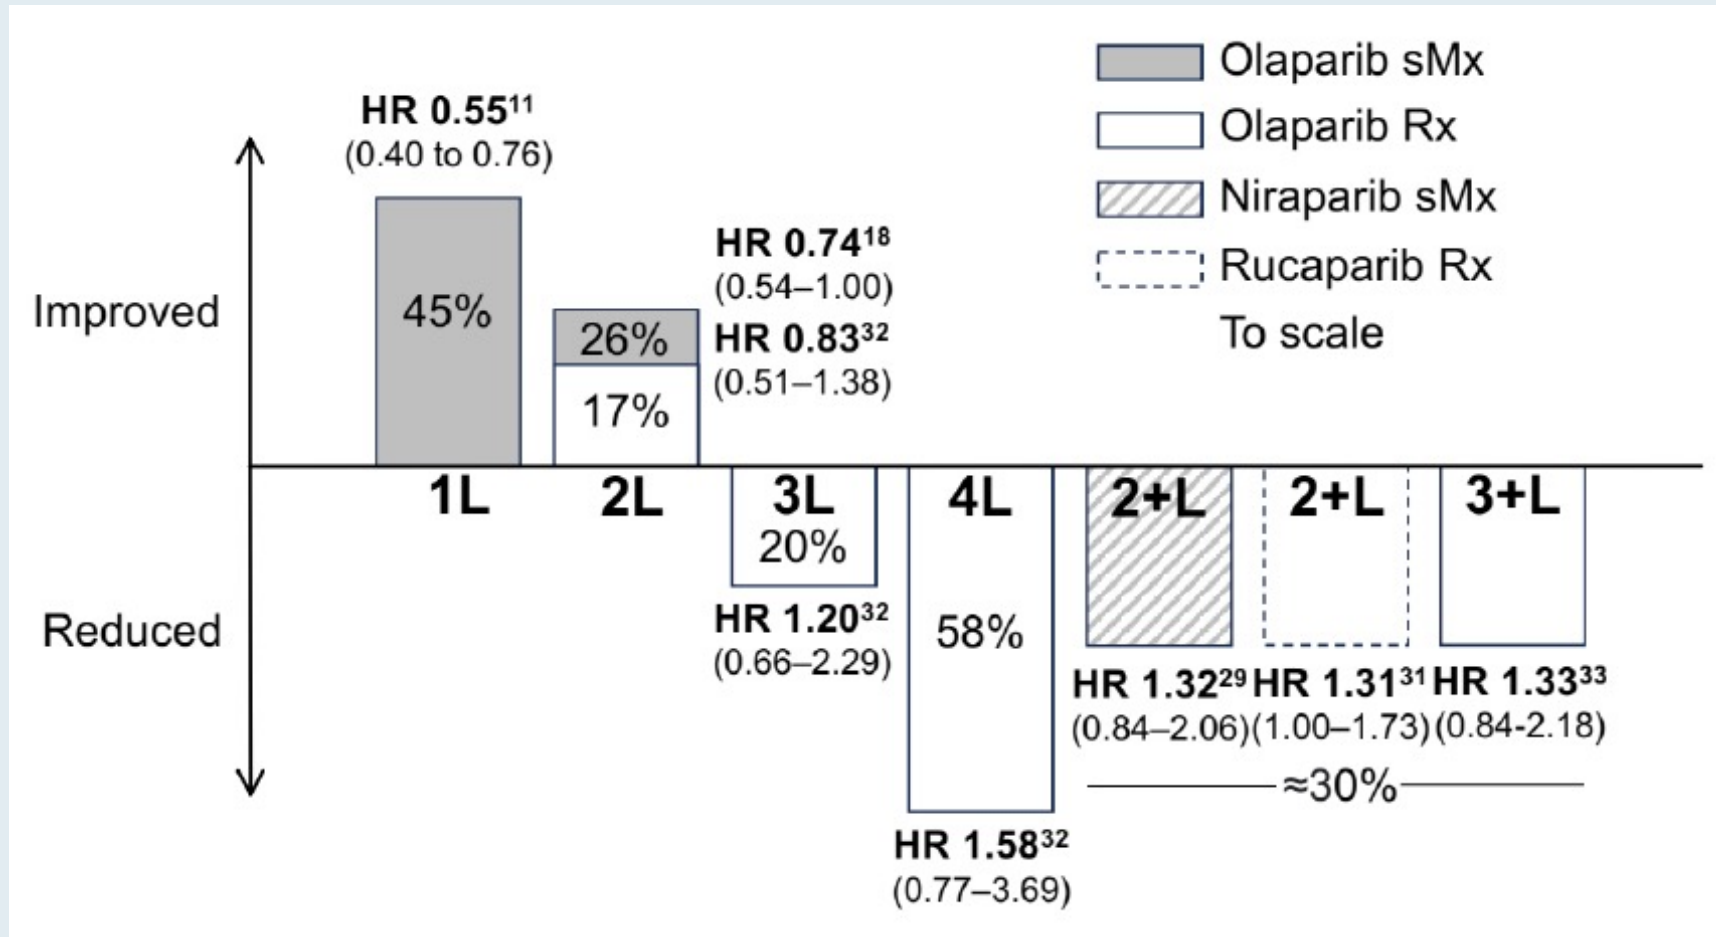 Olaparib sMx
Olaparib Rx
Niraparib sMx
Rucaparib Rx
To scale
HR 0.55¹¹
(0.40 to 0.76)
45%
HR 0.74¹⁸
(0.54–1.00)
HR 0.83³²
(0.51–1.38)
26%
17%
Improved
Reduced
1L
2L
3L
4L
2+L
2+L
3+L
20%
HR 1.20³²
(0.66–2.29)
58%
HR 1.58³²
(0.77–3.69)
HR 1.32²⁹
(0.84–2.06)
HR 1.31³¹
(1.00–1.73)
HR 1.33³³
(0.84-2.18)
≈30%